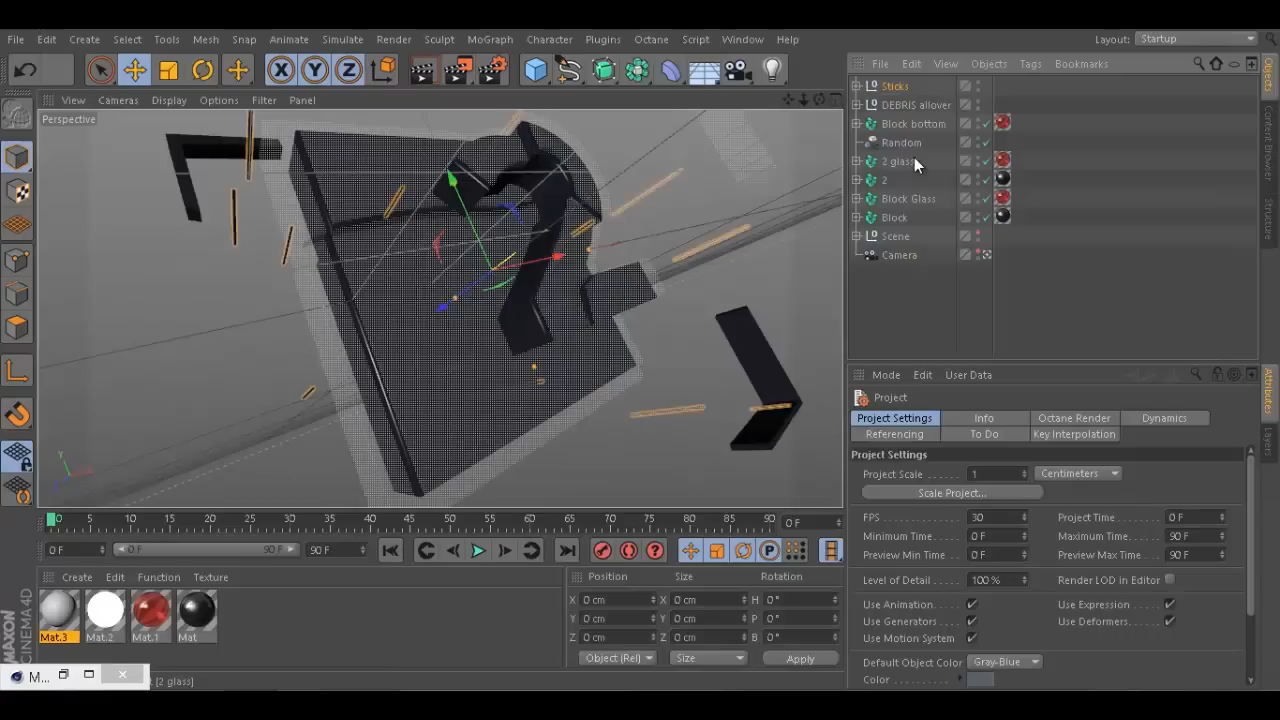 File Edit Create Select Tools Mesh Snap Animate Simulate Render Sculpt MoGraph Character Plugins Octane Script Window Help Layout: Startup
X Y Z
View Cameras Display Options Filter Panel
Perspective
Y
File Edit View Objects Tags Bookmarks
Sticks
DEBRIS allover
Block bottom
Random
2 glass
2
Block Glass
Block
Scene
Camera
Objects
Content Browser
Structure
Mode Edit User Data
Project
Project Settings Info Octane Render Dynamics
Referencing To Do Key Interpolation
Project Settings
Project Scale 1 Centimeters
Scale Project...
FPS 30 Project Time 0 F
Minimum Time 0 F Maximum Time 90 F
Preview Min Time 0 F Preview Max Time 90 F
Level of Detail 100 % Render LOD in Editor
Use Animation Use Expression
Use Generators Use Deformers
Use Motion System
Default Object Color Gray-Blue
Color
Attributes
Layers
0 5 10 15 20 25 30 35 40 45 50 55 60 65 70 75 80 85 90 0 F
0 F 0 F 90 F 90 F
Create Edit Function Texture
Mat.3 Mat.2 Mat.1 Mat
Position Size Rotation
X 0 cm X 0 cm H 0 °
Y 0 cm Y 0 cm P 0 °
Z 0 cm Z 0 cm B 0 °
Object (Rel) Size Apply
MAXON
CINEMA 4D
M...
[2 glass]